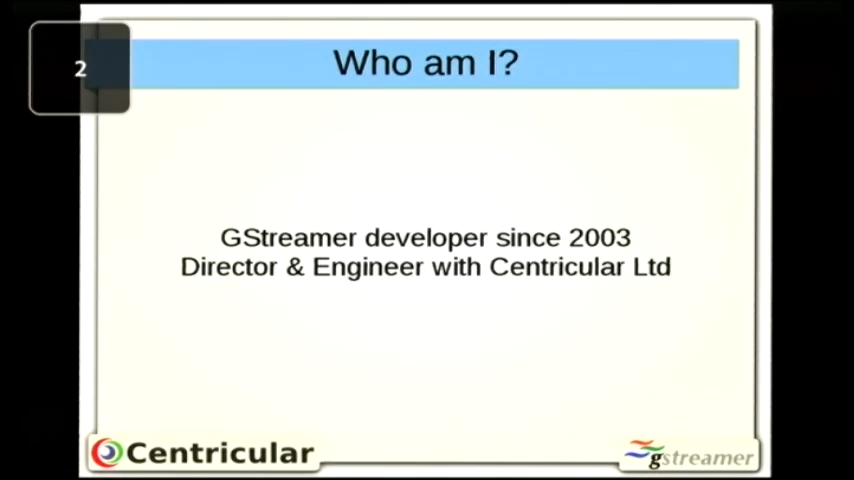 2
Who am I?
GStreamer developer since 2003
Director & Engineer with Centricular Ltd
Centricular
gstreamer